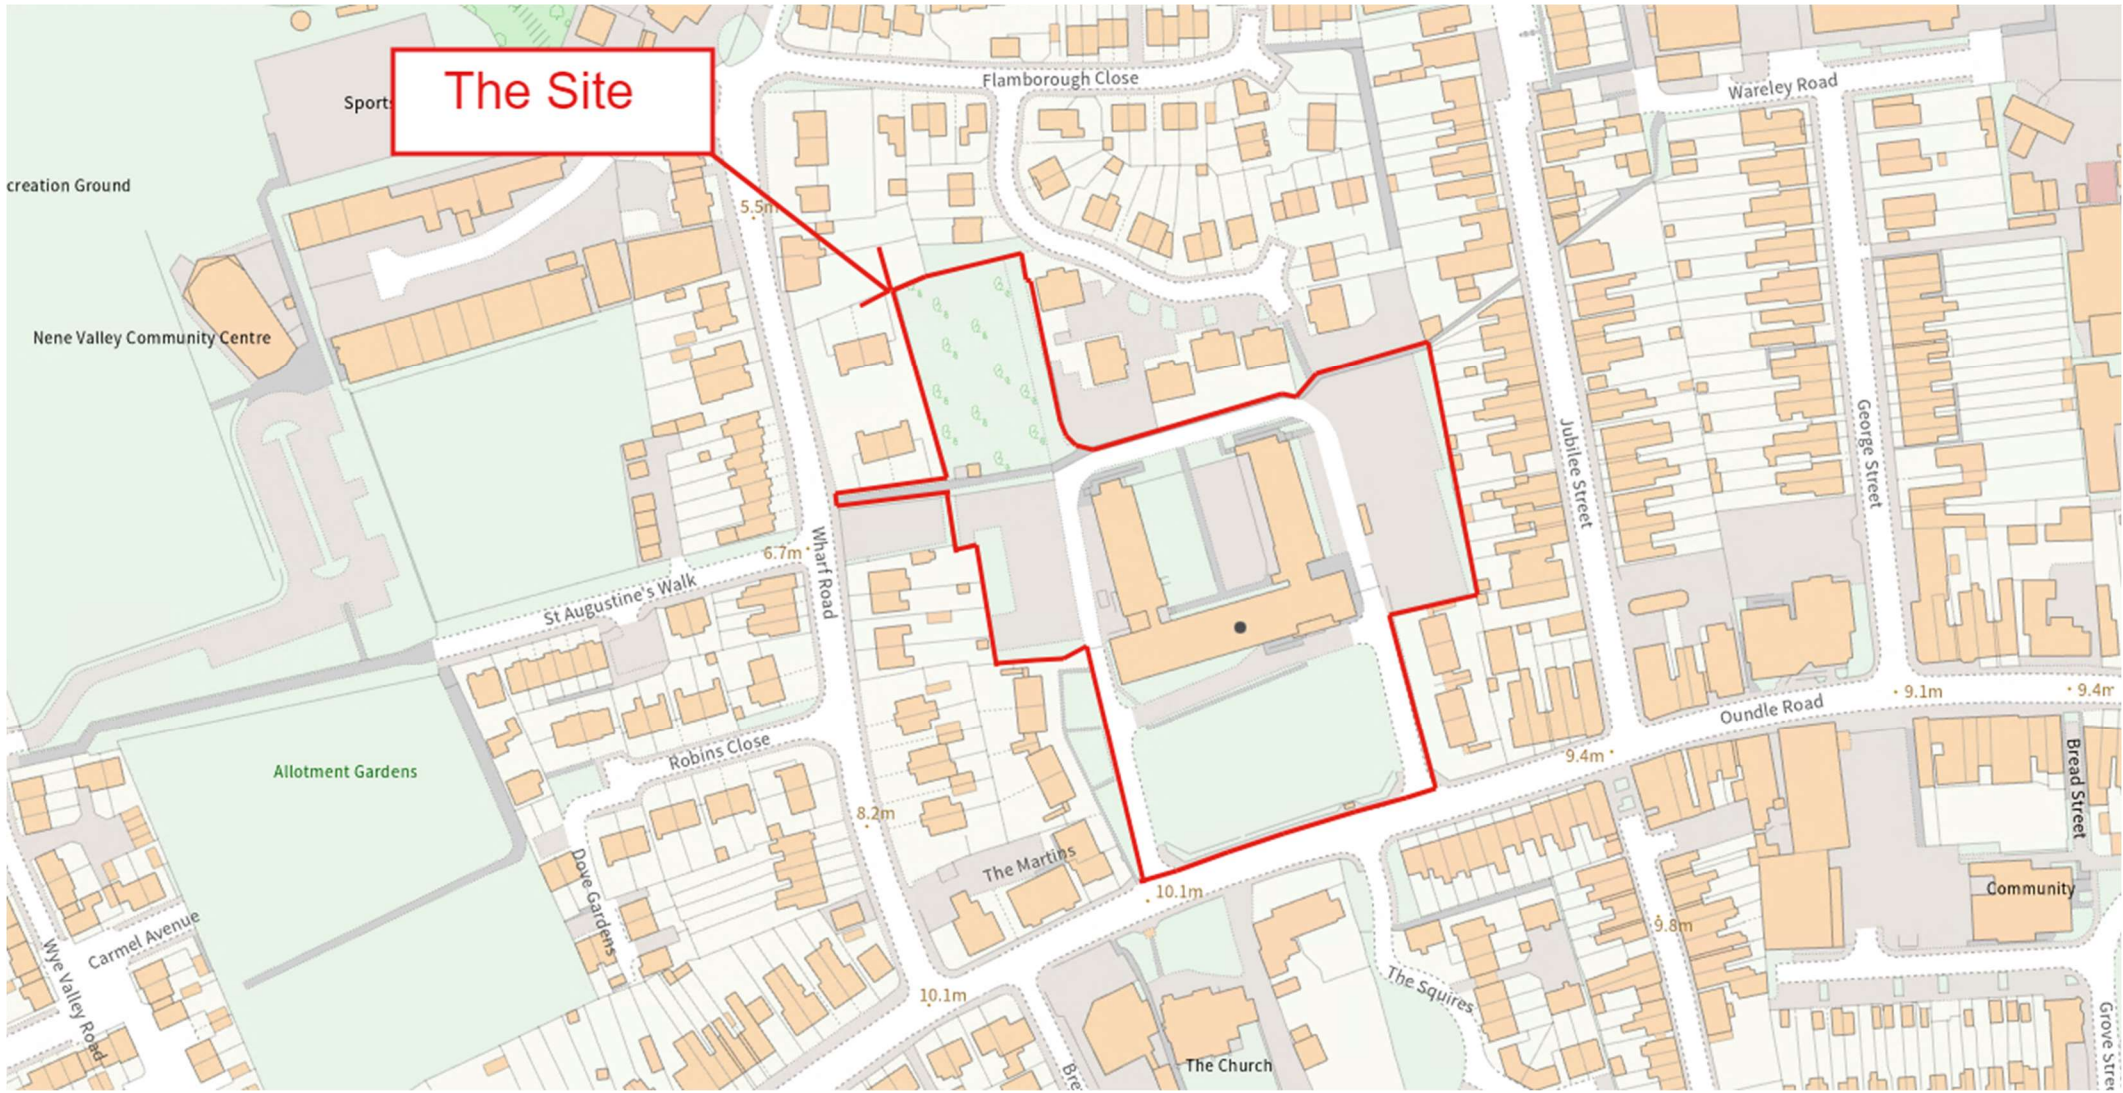 The Site
Flamborough Close
Wareley Road
creation Ground
5.5m
Nene Valley Community Centre
Jubilee Street
George Street
Wharf Road
6.7m
St Augustine's Walk
9.1m
9.4m
Oundle Road
9.4m
Bread Street
Robins Close
Allotment Gardens
8.2m
The Martins
Dove Gardens
10.1m
Community
9.8m
Carmel Avenue
Wye Valley Road
The Squires
10.1m
The Church